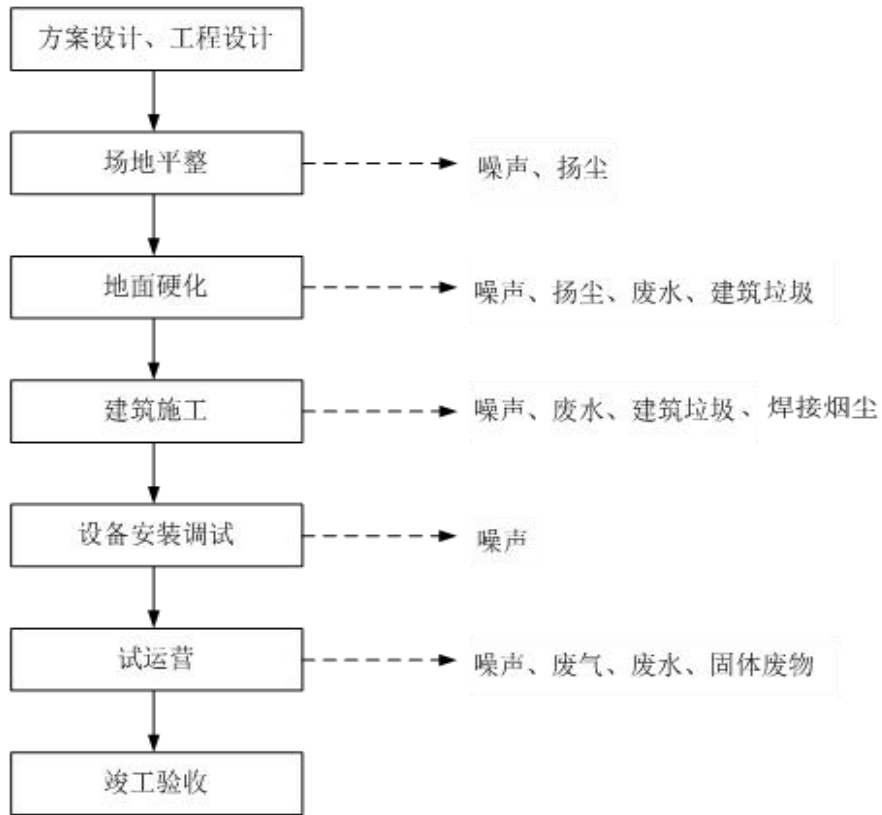 方案设计、工程设计
场地平整
噪声、扬尘
地面硬化
噪声、扬尘、废水、建筑垃圾
建筑施工
噪声、废水、建筑垃圾、焊接烟尘
设备安装调试
噪声
试运营
噪声、废气、废水、固体废物
竣工验收